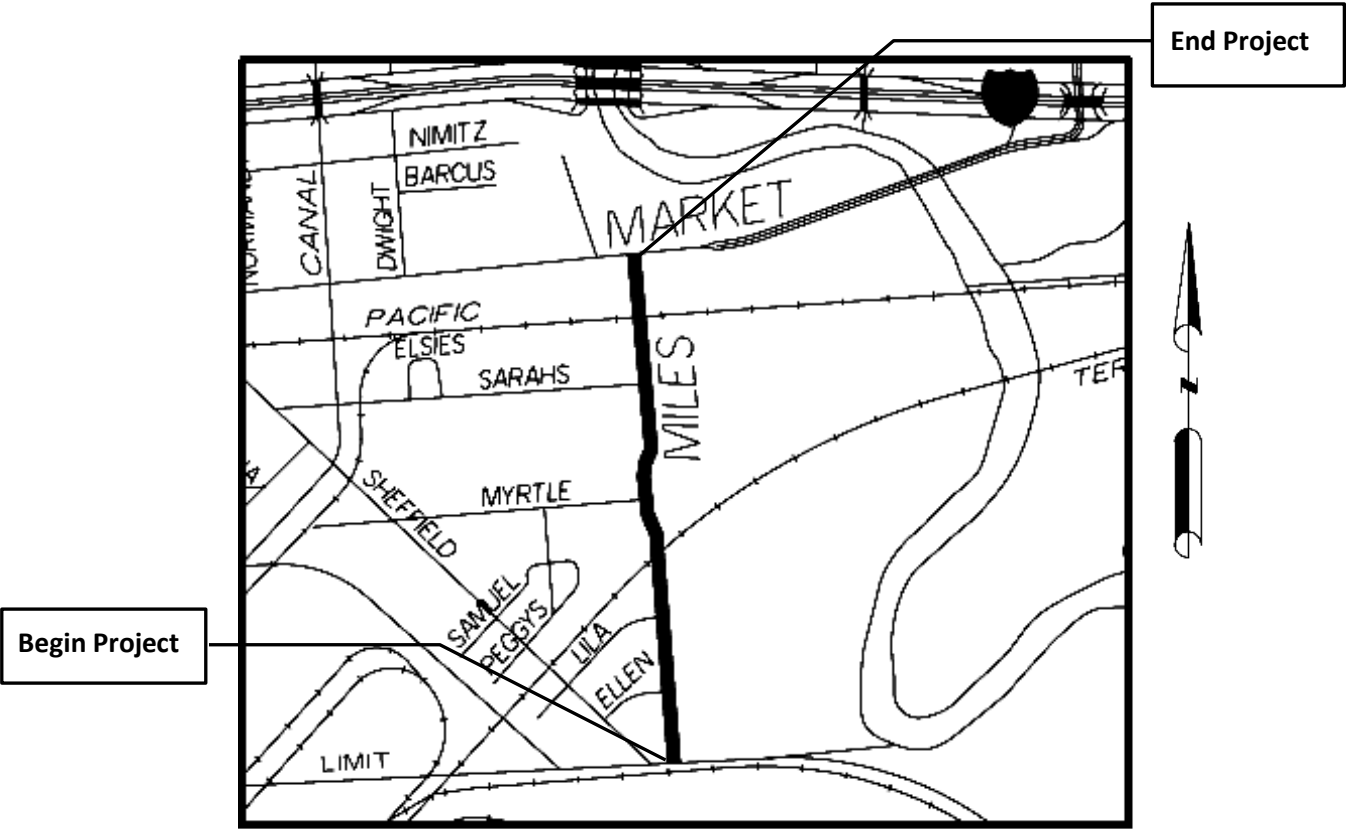 End Project
NIMITZ
BARCUS
CANAL
DWIGHT
MARKET
PACIFIC
ELSIES
SARAHS
MILES
SHEFFIELD
MYRTLE
SAMUEL
PEGGYS
LILA
ELLEN
Begin Project
LIMIT
N